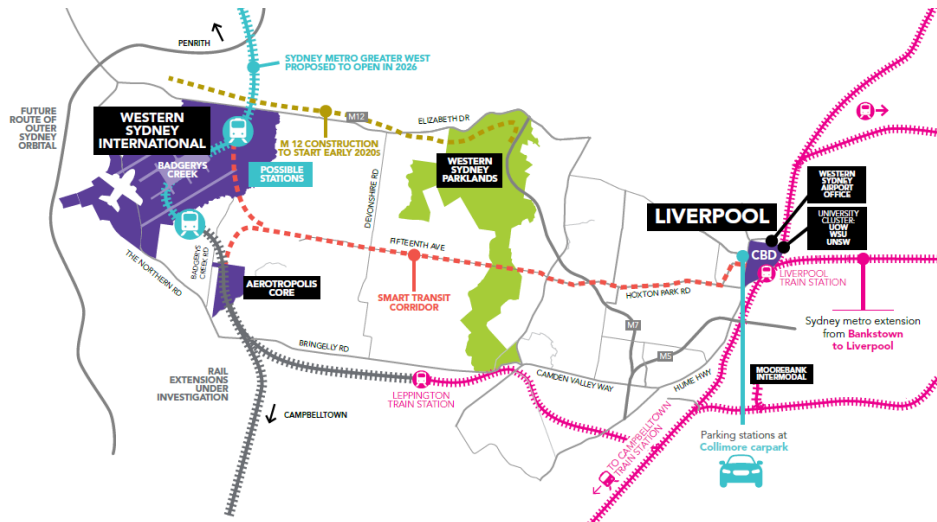 PENRITH
SYDNEY METRO GREATER WEST
PROPOSED TO OPEN IN 2026
FUTURE
ROUTE OF
OUTER
SYDNEY
ORBITAL
WESTERN
SYDNEY
INTERNATIONAL
BADGERYS
CREEK
M12
ELIZABETH DR
M 12 CONSTRUCTION
TO START EARLY 2020s
POSSIBLE
STATIONS
WESTERN
SYDNEY
PARKLANDS
DEVONSHIRE RD
WESTERN
SYDNEY
AIRPORT
OFFICE
LIVERPOOL
UNIVERSITY
CLUSTER:
UOW
WSU
UNSW
CBD
FIFTEENTH AVE
BADGERYS
CREEK RD
THE NORTHERN RD
LIVERPOOL
TRAIN STATION
AEROTROPOLIS
CORE
SMART TRANSIT
CORRIDOR
HOXTON PARK RD
Sydney metro extension
from Bankstown
to Liverpool
M7
BRINGELLY RD
M5
RAIL
EXTENSIONS
UNDER
INVESTIGATION
CAMDEN VALLEY WAY
HUME HWY
MOOREBANK
INTERMODAL
LEPPINGTON
TRAIN STATION
CAMPBELLTOWN
TO CAMPBELLTOWN
TRAIN STATION
Parking stations at
Collimore carpark